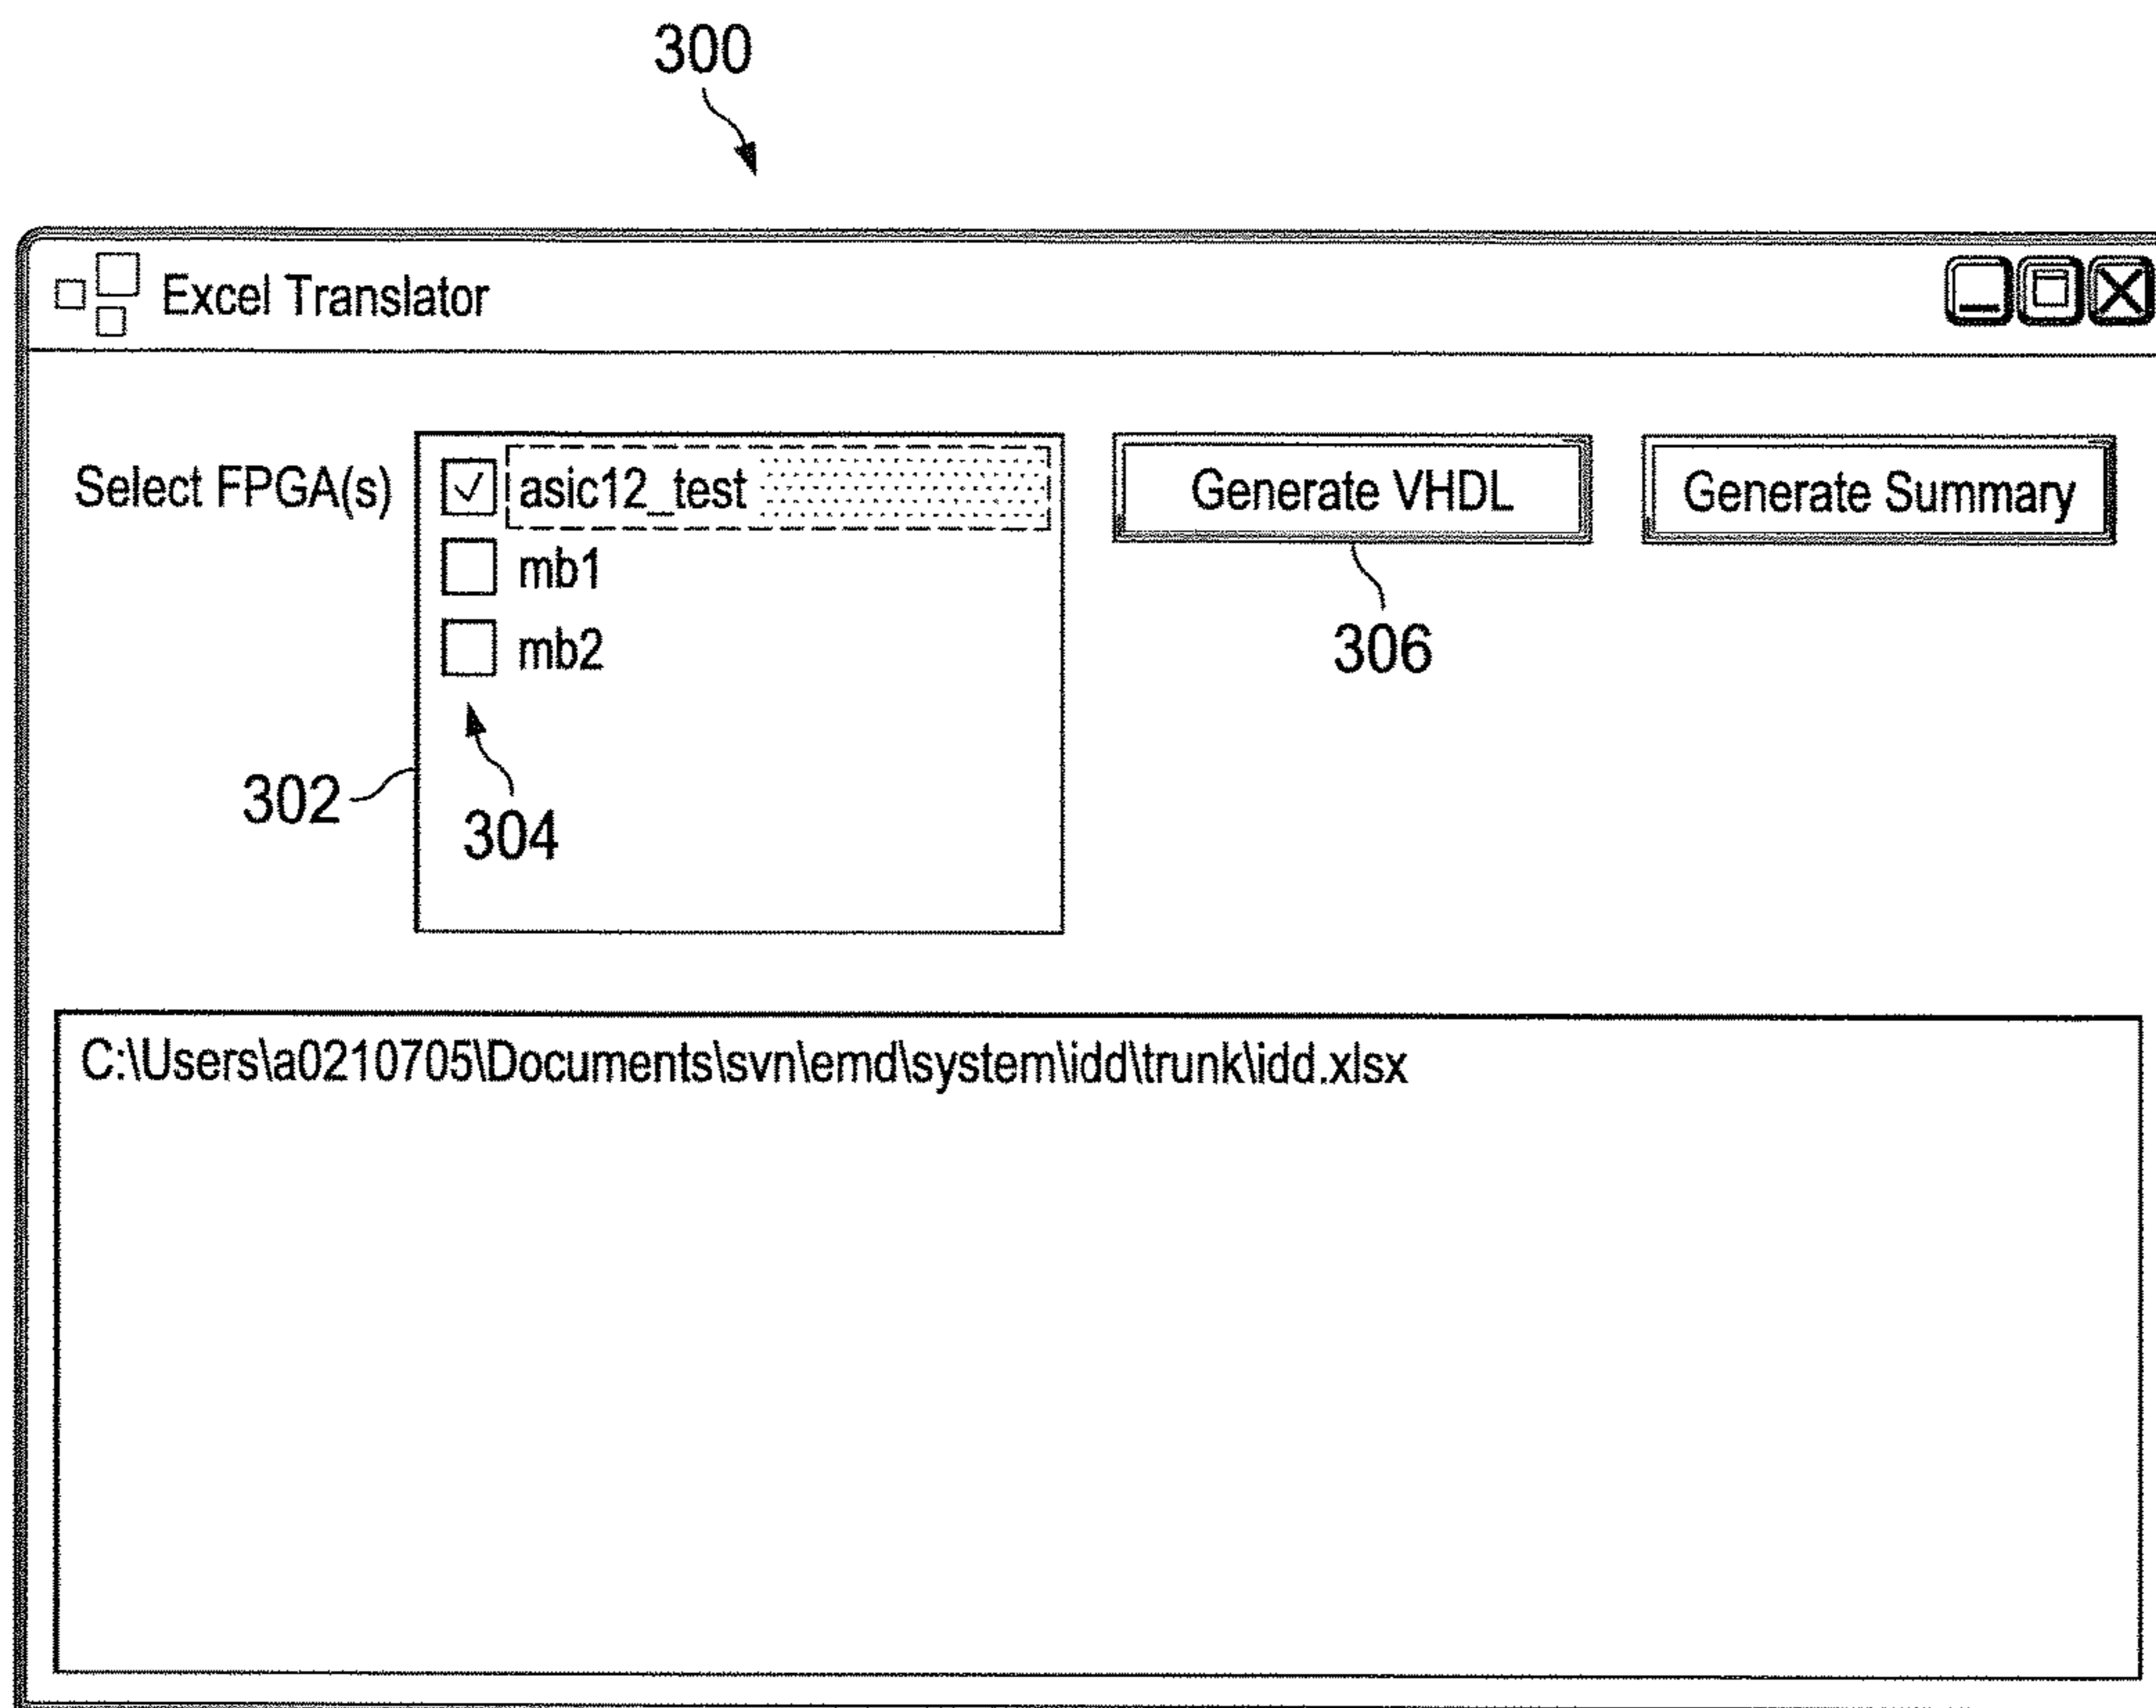 300
Excel Translator
Select FPGA(s)
asic12_test
mb1
mb2
Generate VHDL
Generate Summary
306
302
304
C:\Users\a0210705\Documents\svn\emd\system\idd\trunk\idd.xlsx